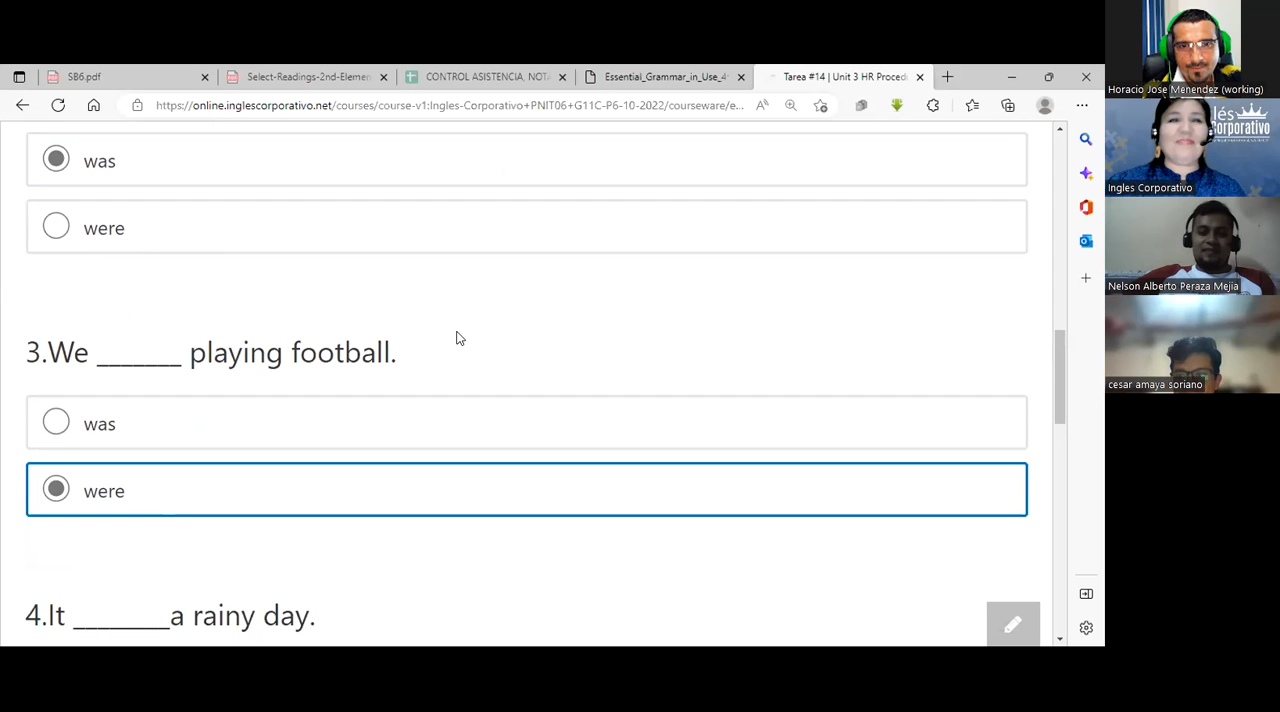 SB6.pdf
Select-Readings-2nd-Elemen
CONTROL ASISTENCIA, NOTA
Essential_Grammar_in_Use_4
Tarea #14 | Unit 3 HR Proced
https://online.inglescorporativo.net/courses/course-v1:Ingles-Corporativo+PNIT06+G11C-P6-10-2022/courseware/e...
was
were
3.We _______ playing football.
was
were
4.It ________a rainy day.
Horacio Jose Menendez (working)
lés
Corporativo
Ingles Corporativo
Nelson Alberto Peraza Mejia
cesar amaya soriano